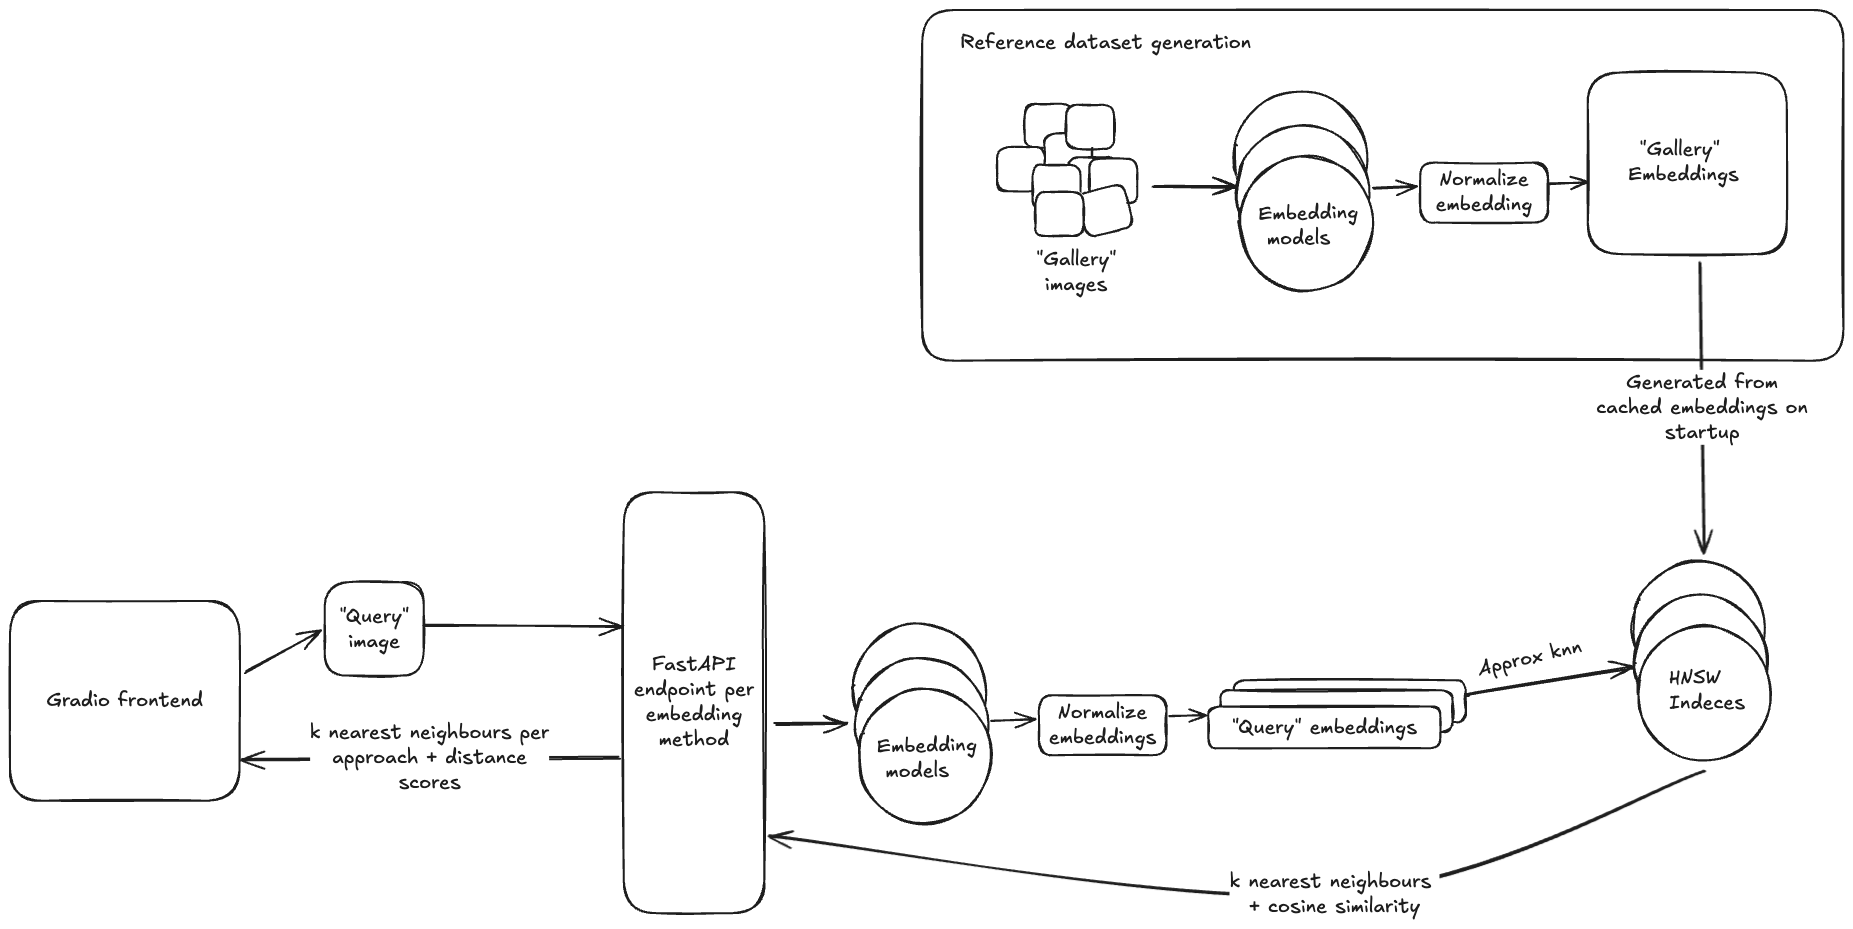 Reference dataset generation
"Gallery"
images
Embedding
models
Normalize
embedding
"Gallery"
Embeddings
Generated from
cached embeddings on
startup
Gradio frontend
"Query"
image
k nearest neighbours per
approach + distance
scores
FastAPI
endpoint per
embedding
method
Embedding
models
Normalize
embeddings
"Query" embeddings
Approx knn
HNSW
Indeces
k nearest neighbours
+ cosine similarity